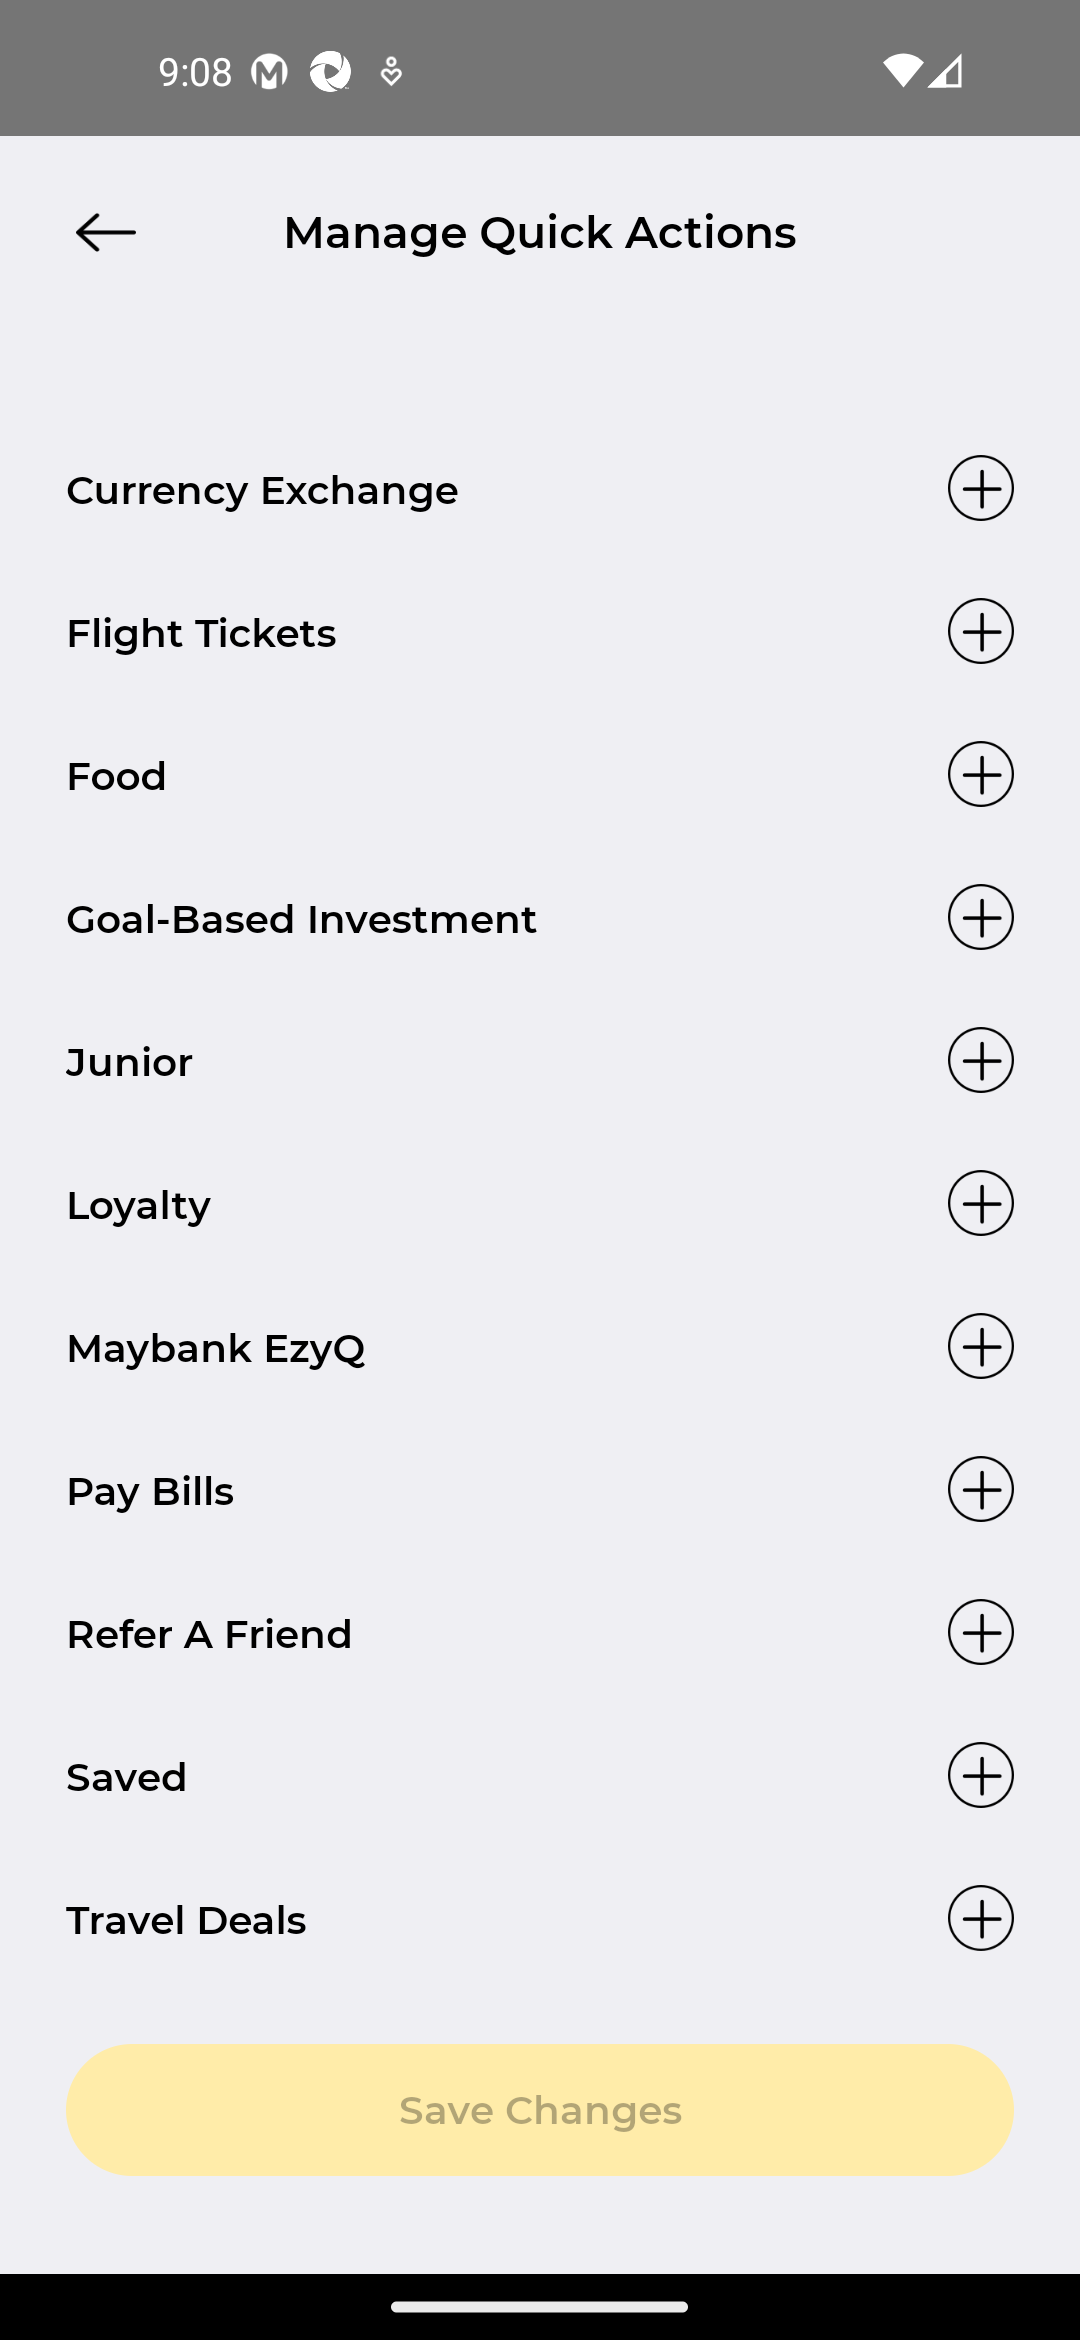 9:08
Manage Quick Actions
Currency Exchange
Flight Tickets
Food
Goal-Based Investment
Junior
Loyalty
Maybank EzyQ
Pay Bills
Refer A Friend
Saved
Travel Deals
Save Changes